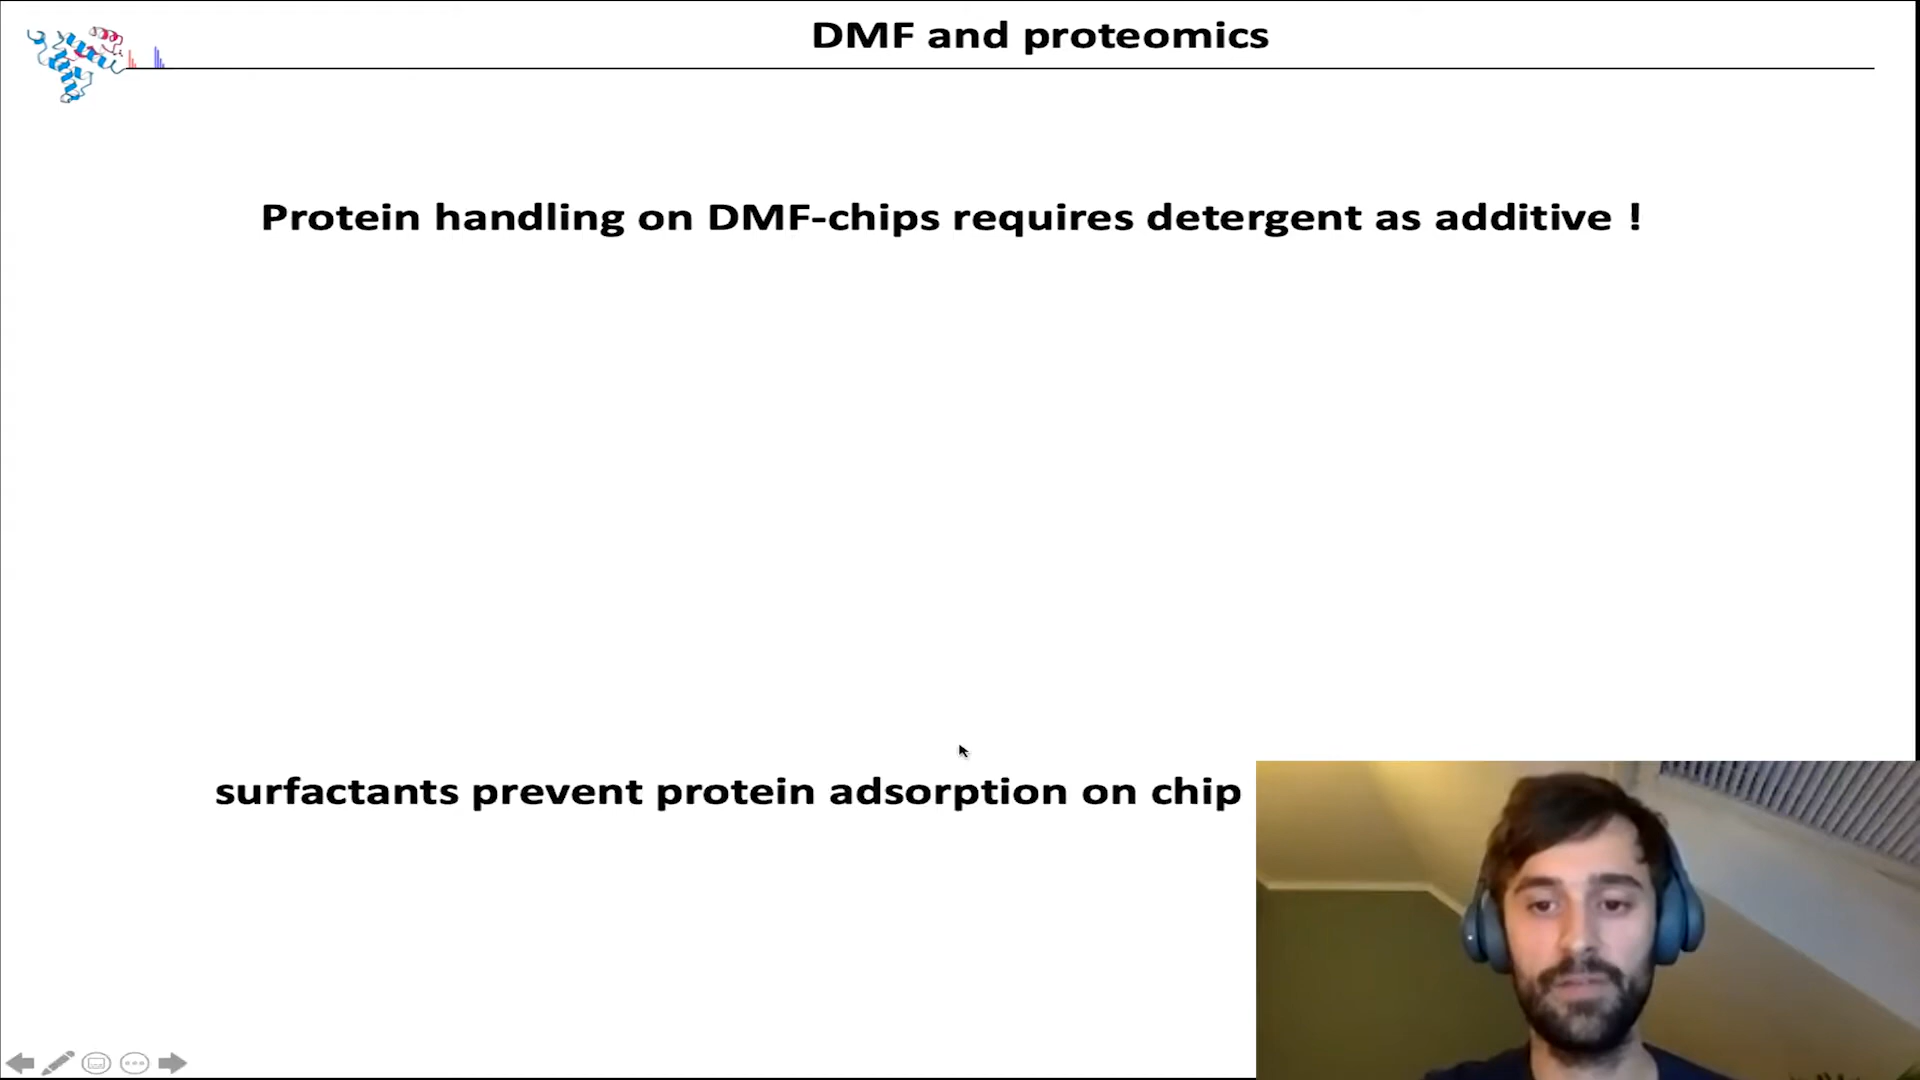 DMF and proteomics
Protein handling on DMF-chips requires detergent as additive !
surfactants prevent protein adsorption on chip